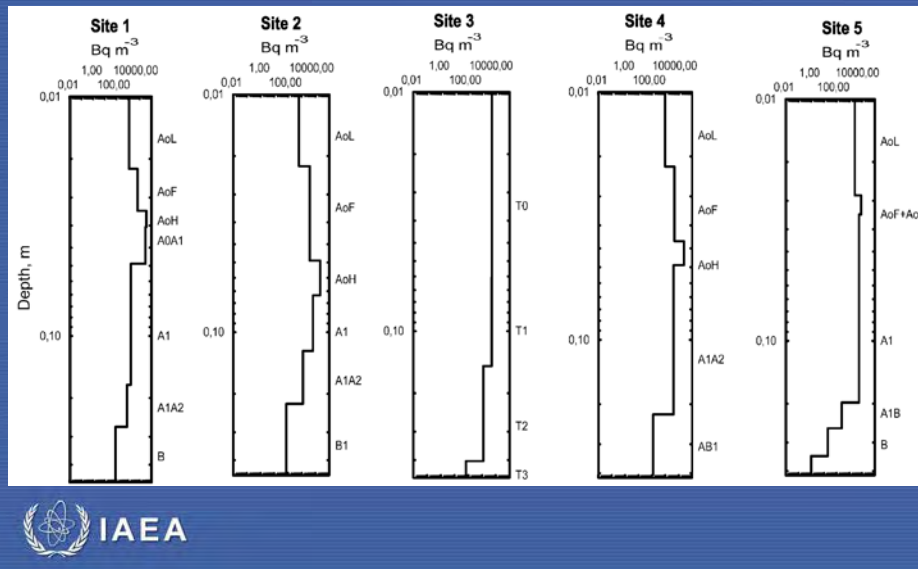 Site 1
Bq m-3
1,00 10000,00
0,01 100,00
0,01
AoL
AoF
AoH
A0A1
0,10
A1
A1A2
B
Depth, m
Site 2
Bq m-3
1,00 10000,00
0,01 100,00
0,01
AoL
AoF
AoH
0,10
A1
A1A2
B1
Site 3
Bq m-3
1,00 10000,00
0,01 100,00
0,01
T0
0,10
T1
T2
T3
Site 4
Bq m-3
1,00 10000,00
0,01 100,00
0,01
AoL
AoF
AoH
0,10
A1A2
AB1
Site 5
Bq m-3
1,00 10000,00
0,01 100,00
0,01
AoL
AoF+Ao
0,10
A1
A1B
B
IAEA